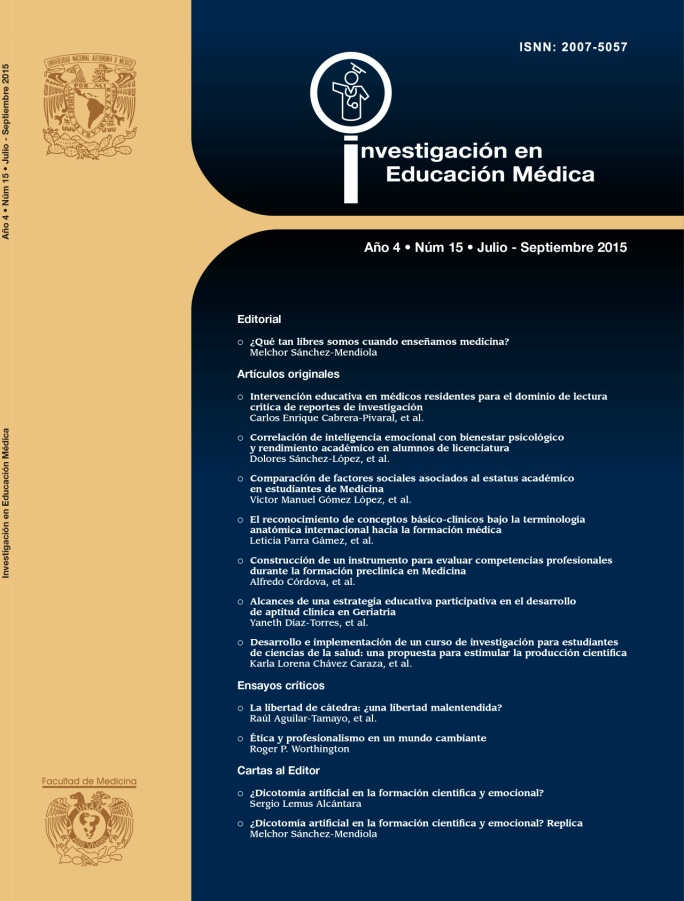 ISNN: 2007-5057
investigación en
Educación Médica
Año 4 • Núm 15 • Julio - Septiembre 2015
Editorial
○ ¿Qué tan libres somos cuando enseñamos medicina?
Melchor Sánchez-Mendiola
Artículos originales
○ Intervención educativa en médicos residentes para el dominio de lectura
crítica de reportes de investigación
Carlos Enrique Cabrera-Pivaral, et al.
○ Correlación de inteligencia emocional con bienestar psicológico
y rendimiento académico en alumnos de licenciatura
Dolores Sánchez-López, et al.
○ Comparación de factores sociales asociados al estatus académico
en estudiantes de Medicina
Víctor Manuel Gómez López, et al.
○ El reconocimiento de conceptos básico-clínicos bajo la terminología
anatómica internacional hacia la formación médica
Leticia Parra Gámez, et al.
○ Construcción de un instrumento para evaluar competencias profesionales
durante la formación preclínica en Medicina
Alfredo Córdova, et al.
○ Alcances de una estrategia educativa participativa en el desarrollo
de aptitud clínica en Geriatría
Yaneth Díaz-Torres, et al.
○ Desarrollo e implementación de un curso de investigación para estudiantes
de ciencias de la salud: una propuesta para estimular la producción científica
Karla Lorena Chávez Caraza, et al.
Ensayos críticos
○ La libertad de cátedra: ¿una libertad malentendida?
Raúl Aguilar-Tamayo, et al.
○ Ética y profesionalismo en un mundo cambiante
Roger P. Worthington
Cartas al Editor
○ ¿Dicotomía artificial en la formación científica y emocional?
Sergio Lemus Alcántara
○ ¿Dicotomía artificial en la formación científica y emocional? Replica
Melchor Sánchez-Mendiola
Año 4 • Núm 15 • Julio - Septiembre 2015
Investigación en Educación Médica
UNIVERSIDAD NACIONAL AUTONOMA DE MEXICO
POR MI
Facultad de Medicina